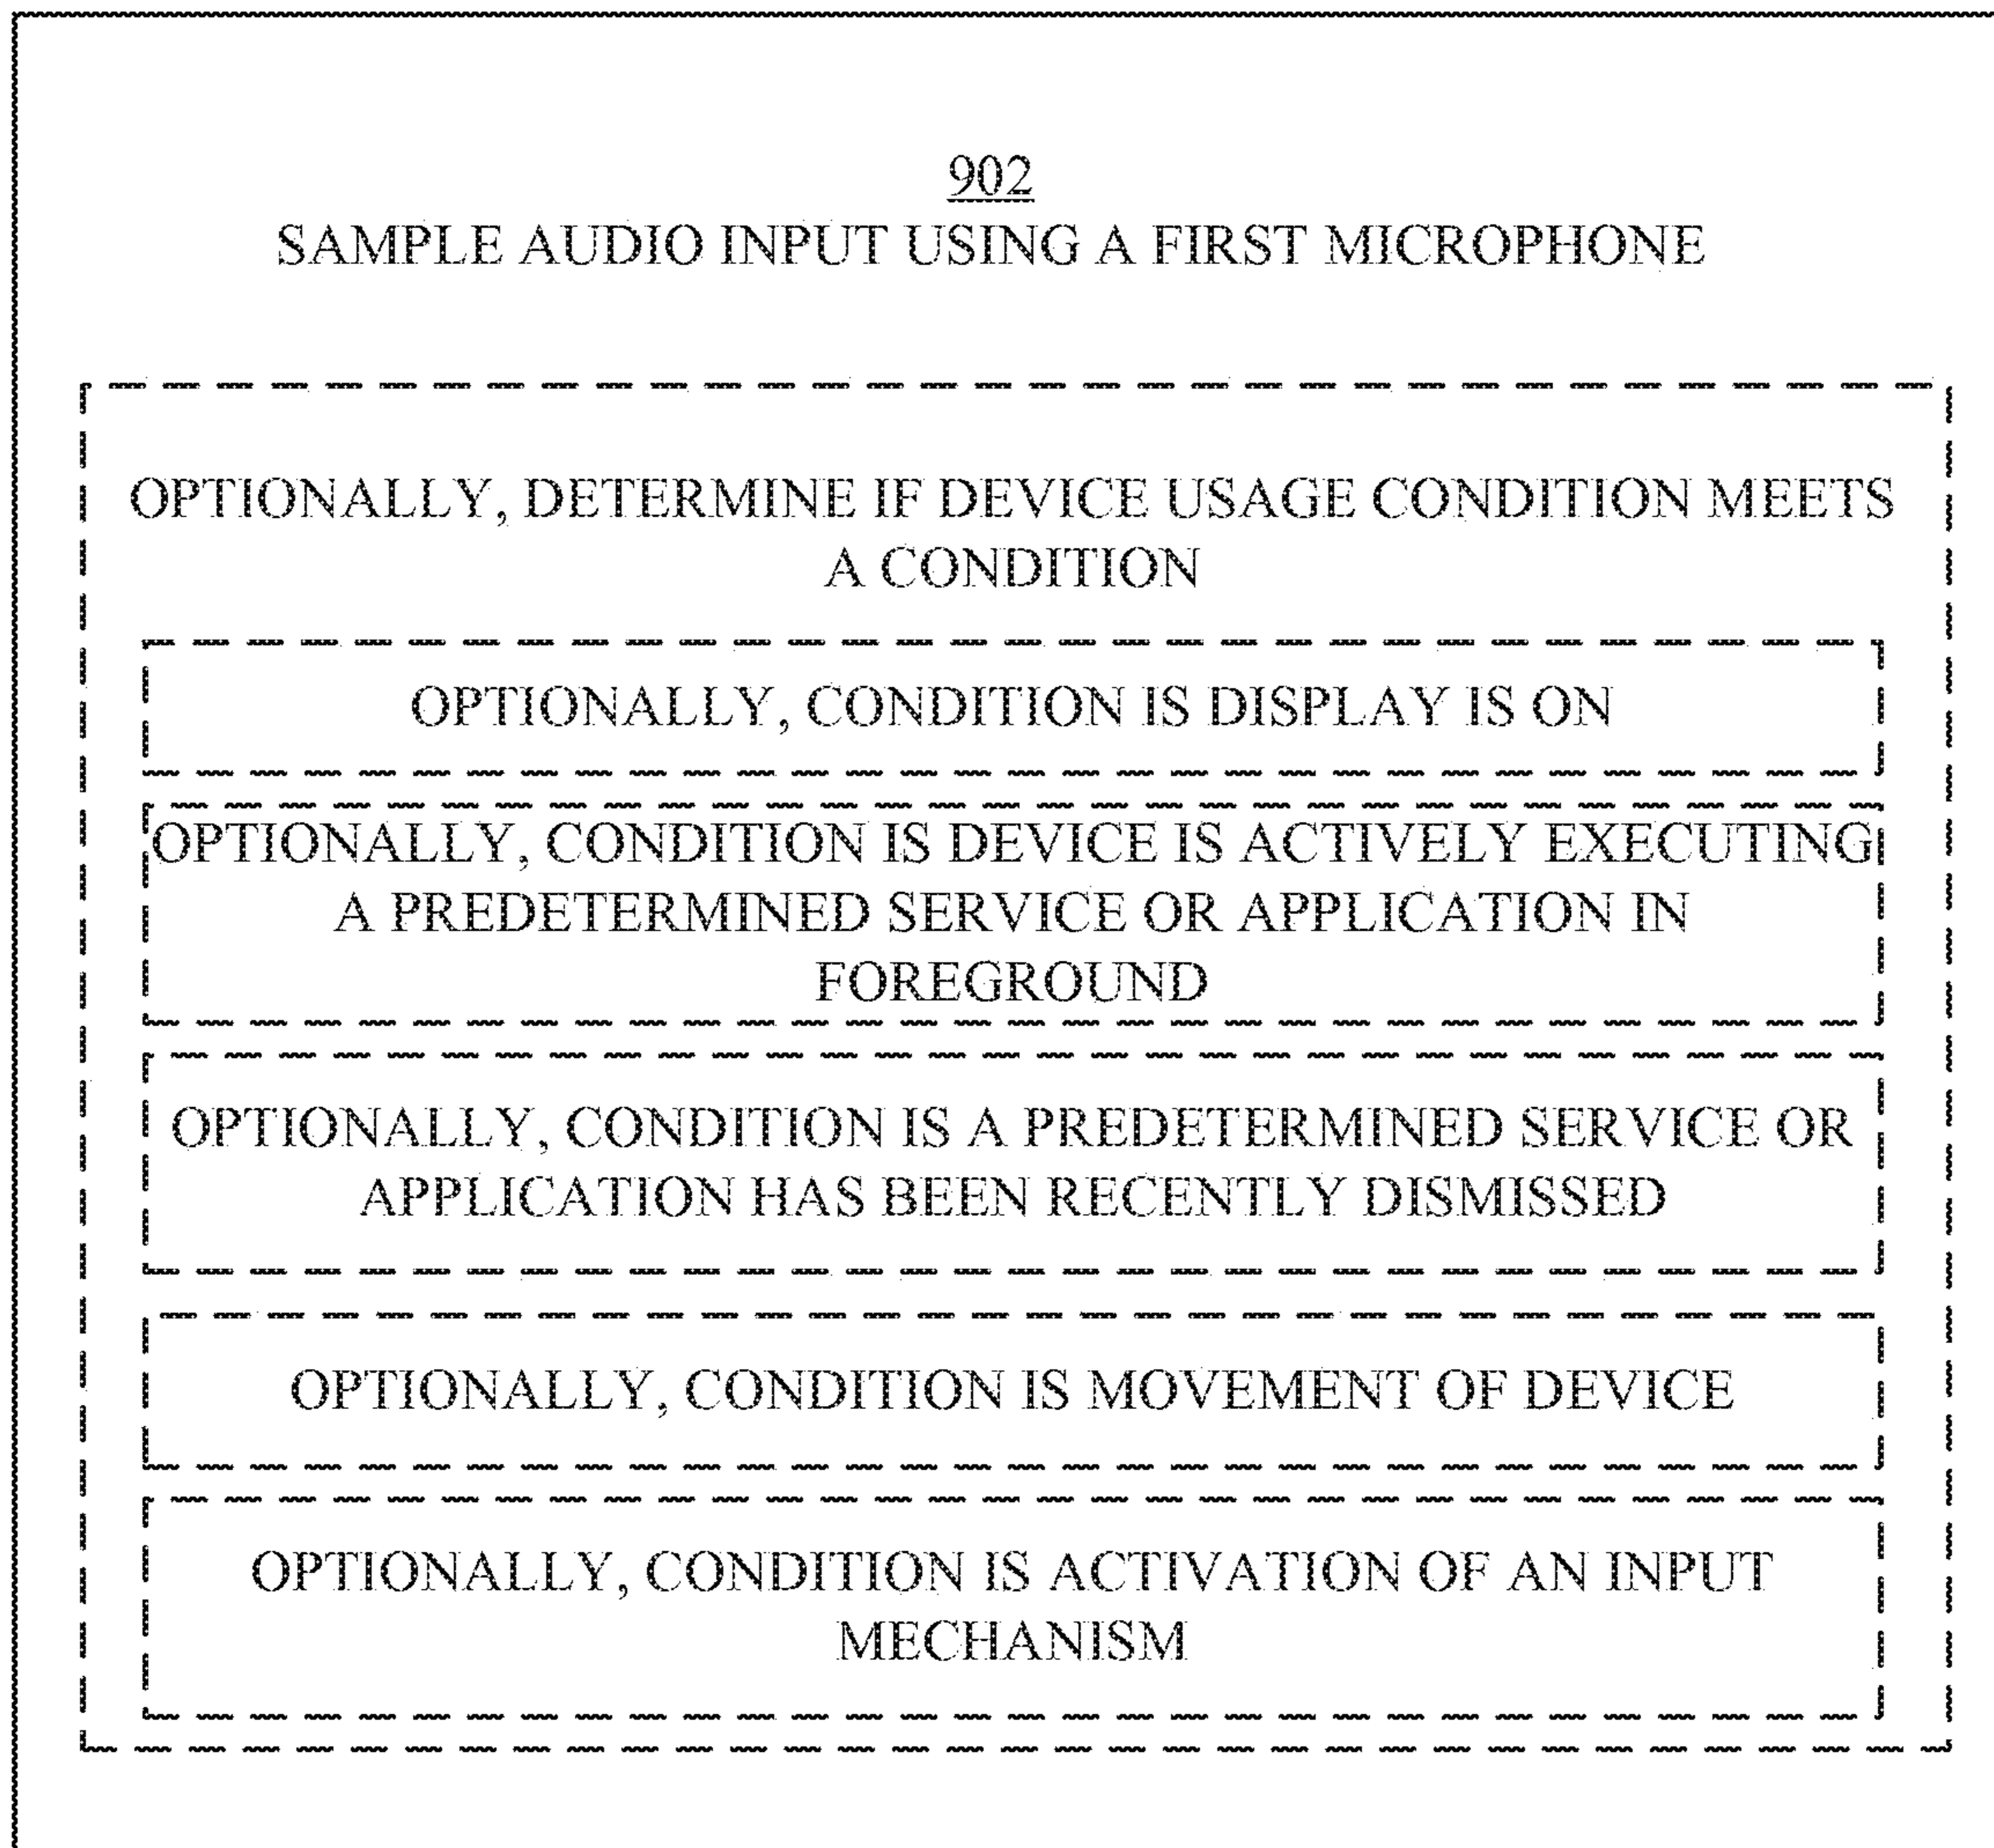 902
SAMPLE AUDIO INPUT USING A FIRST MICROPHONE
OPTIONALLY, DETERMINE IF DEVICE USAGE CONDITION MEETS
A CONDITION
OPTIONALLY, CONDITION IS DISPLAY IS ON
OPTIONALLY, CONDITION IS DEVICE IS ACTIVELY EXECUTING
A PREDETERMINED SERVICE OR APPLICATION IN
FOREGROUND
OPTIONALLY, CONDITION IS A PREDETERMINED SERVICE OR
APPLICATION HAS BEEN RECENTLY DISMISSED
OPTIONALLY, CONDITION IS MOVEMENT OF DEVICE
OPTIONALLY, CONDITION IS ACTIVATION OF AN INPUT
MECHANISM